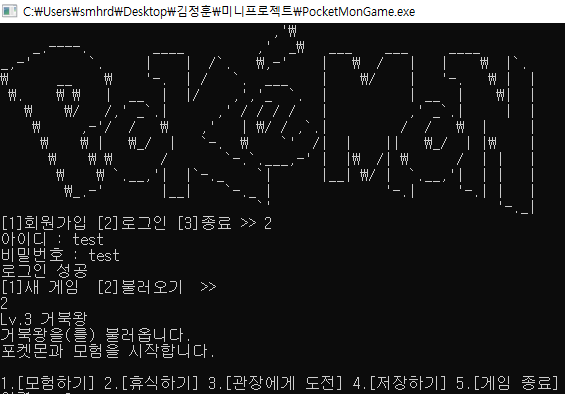 C:₩Users₩smhrd₩Desktop₩김정훈₩미니프로젝트₩PocketMonGame.exe
POKéMON
[1]회원가입 [2]로그인 [3]종료 >> 2
아이디 : test
비밀번호 : test
로그인 성공
[1]새 게임  [2]불러오기  >>
2
Lv.3 거북왕
거북왕을(를) 불러옵니다.
포켓몬과 모험을 시작합니다.
1.[모험하기] 2.[휴식하기] 3.[관장에게 도전] 4.[저장하기] 5.[게임 종료]